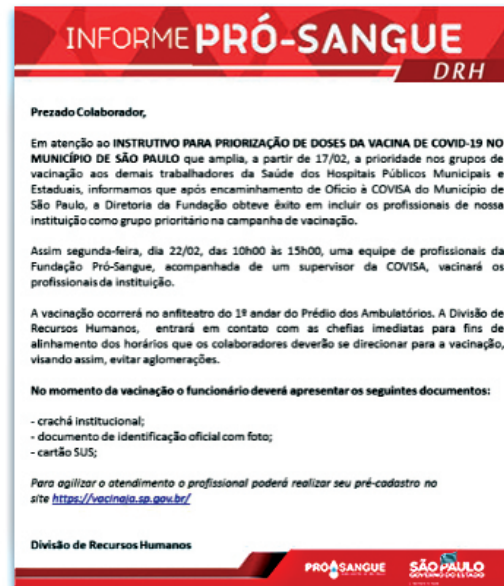 INFORME PRÓ-SANGUE
DRH
Prezado Colaborador,
Em atenção ao INSTRUTIVO PARA PRIORIZAÇÃO DE DOSES DA VACINA DE COVID-19 NO
MUNICÍPIO DE SÃO PAULO que amplia, a partir de 17/02, a prioridade nos grupos de
vacinação aos demais trabalhadores da Saúde dos Hospitais Públicos Municipais e
Estaduais, informamos que após encaminhamento de Ofício à COVISA do Município de
São Paulo, a Diretoria da Fundação obteve êxito em incluir os profissionais de nossa
instituição como grupo prioritário na campanha de vacinação.
Assim segunda-feira, dia 22/02, das 10h00 às 15h00, uma equipe de profissionais da
Fundação Pró-Sangue, acompanhada de um supervisor da COVISA, vacinará os
profissionais da instituição.
A vacinação ocorrerá no anfiteatro do 1º andar do Prédio dos Ambulatórios. A Divisão de
Recursos Humanos, entrará em contato com as chefias imediatas para fins de
alinhamento dos horários que os colaboradores deverão se direcionar para a vacinação,
visando assim, evitar aglomerações.
No momento da vacinação o funcionário deverá apresentar os seguintes documentos:
- crachá institucional;
- documento de identificação oficial com foto;
- cartão SUS;
Para agilizar o atendimento o profissional poderá realizar seu pré-cadastro no
site https://vacinaja.sp.gov.br/
Divisão de Recursos Humanos
PRO SANGUE
SÃO PAULO
GOVERNO DO ESTADO